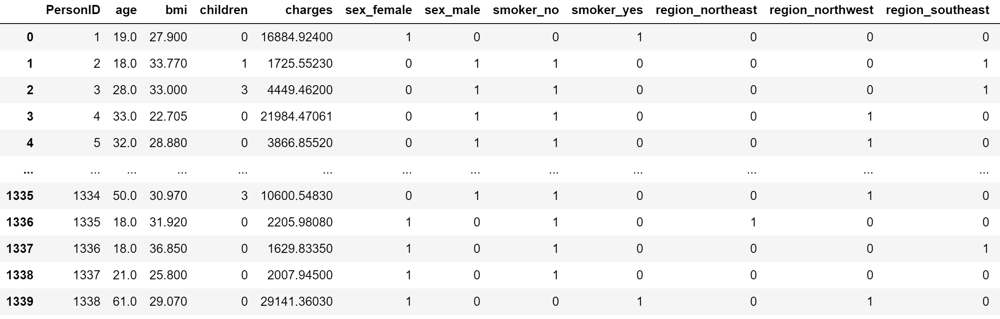 PersonID age bmi children charges sex_female sex_male smoker_no smoker_yes region_northeast region_northwest region_southeast
0 1 19.0 27.900 0 16884.92400 1 0 0 1 0 0 0
1 2 18.0 33.770 1 1725.55230 0 1 1 0 0 0 1
2 3 28.0 33.000 3 4449.46200 0 1 1 0 0 0 1
3 4 33.0 22.705 0 21984.47061 0 1 1 0 0 1 0
4 5 32.0 28.880 0 3866.85520 0 1 1 0 0 1 0
... ... ... ... ... ... ... ... ... ... ... ... ...
1335 1334 50.0 30.970 3 10600.54830 0 1 1 0 0 1 0
1336 1335 18.0 31.920 0 2205.98080 1 0 1 0 1 0 0
1337 1336 18.0 36.850 0 1629.83350 1 0 1 0 0 0 1
1338 1337 21.0 25.800 0 2007.94500 1 0 1 0 0 0 0
1339 1338 61.0 29.070 0 29141.36030 1 0 0 1 0 1 0